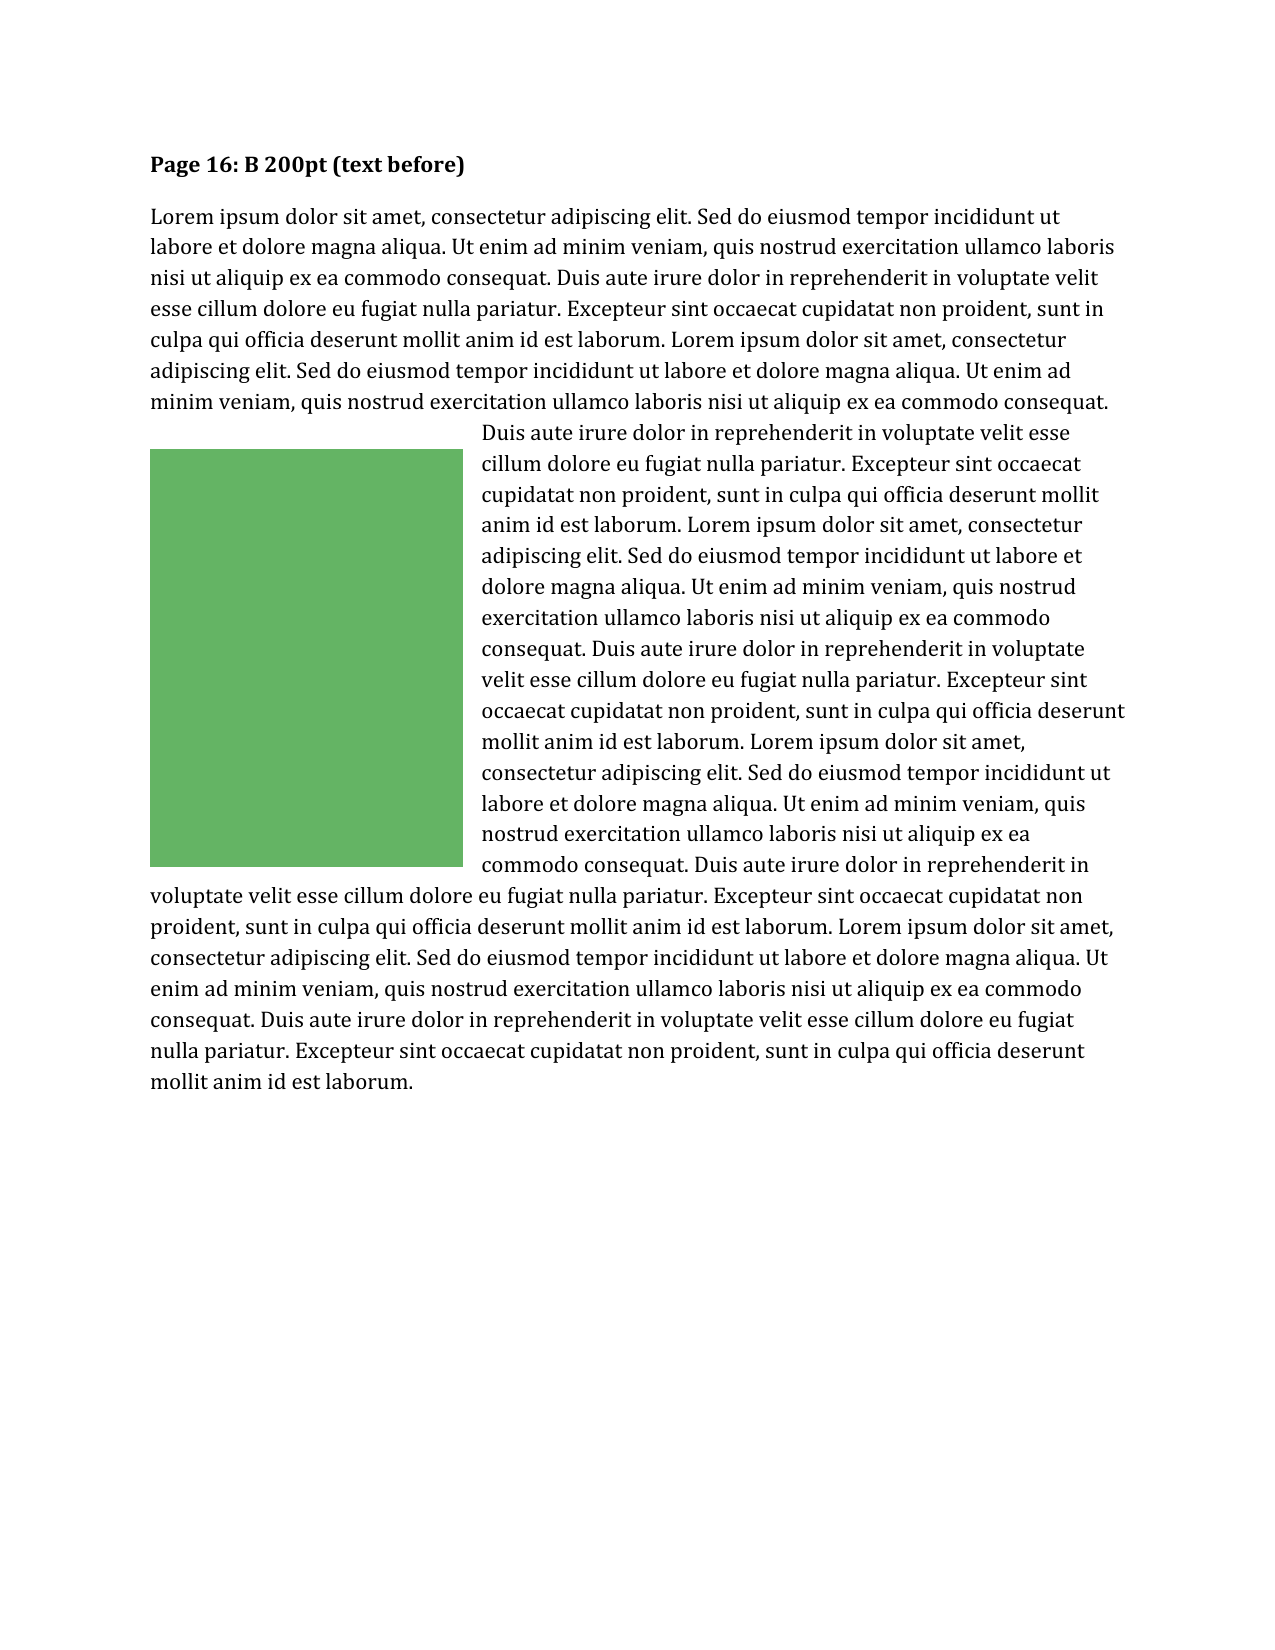 Page 16: B 200pt (text before)
Lorem ipsum dolor sit amet, consectetur adipiscing elit. Sed do eiusmod tempor incididunt ut
labore et dolore magna aliqua. Ut enim ad minim veniam, quis nostrud exercitation ullamco laboris
nisi ut aliquip ex ea commodo consequat. Duis aute irure dolor in reprehenderit in voluptate velit
esse cillum dolore eu fugiat nulla pariatur. Excepteur sint occaecat cupidatat non proident, sunt in
culpa qui officia deserunt mollit anim id est laborum. Lorem ipsum dolor sit amet, consectetur
adipiscing elit. Sed do eiusmod tempor incididunt ut labore et dolore magna aliqua. Ut enim ad
minim veniam, quis nostrud exercitation ullamco laboris nisi ut aliquip ex ea commodo consequat.
Duis aute irure dolor in reprehenderit in voluptate velit esse
cillum dolore eu fugiat nulla pariatur. Excepteur sint occaecat
cupidatat non proident, sunt in culpa qui officia deserunt mollit
anim id est laborum. Lorem ipsum dolor sit amet, consectetur
adipiscing elit. Sed do eiusmod tempor incididunt ut labore et
dolore magna aliqua. Ut enim ad minim veniam, quis nostrud
exercitation ullamco laboris nisi ut aliquip ex ea commodo
consequat. Duis aute irure dolor in reprehenderit in voluptate
velit esse cillum dolore eu fugiat nulla pariatur. Excepteur sint
occaecat cupidatat non proident, sunt in culpa qui officia deserunt
mollit anim id est laborum. Lorem ipsum dolor sit amet,
consectetur adipiscing elit. Sed do eiusmod tempor incididunt ut
labore et dolore magna aliqua. Ut enim ad minim veniam, quis
nostrud exercitation ullamco laboris nisi ut aliquip ex ea
commodo consequat. Duis aute irure dolor in reprehenderit in
voluptate velit esse cillum dolore eu fugiat nulla pariatur. Excepteur sint occaecat cupidatat non
proident, sunt in culpa qui officia deserunt mollit anim id est laborum. Lorem ipsum dolor sit amet,
consectetur adipiscing elit. Sed do eiusmod tempor incididunt ut labore et dolore magna aliqua. Ut
enim ad minim veniam, quis nostrud exercitation ullamco laboris nisi ut aliquip ex ea commodo
consequat. Duis aute irure dolor in reprehenderit in voluptate velit esse cillum dolore eu fugiat
nulla pariatur. Excepteur sint occaecat cupidatat non proident, sunt in culpa qui officia deserunt
mollit anim id est laborum.